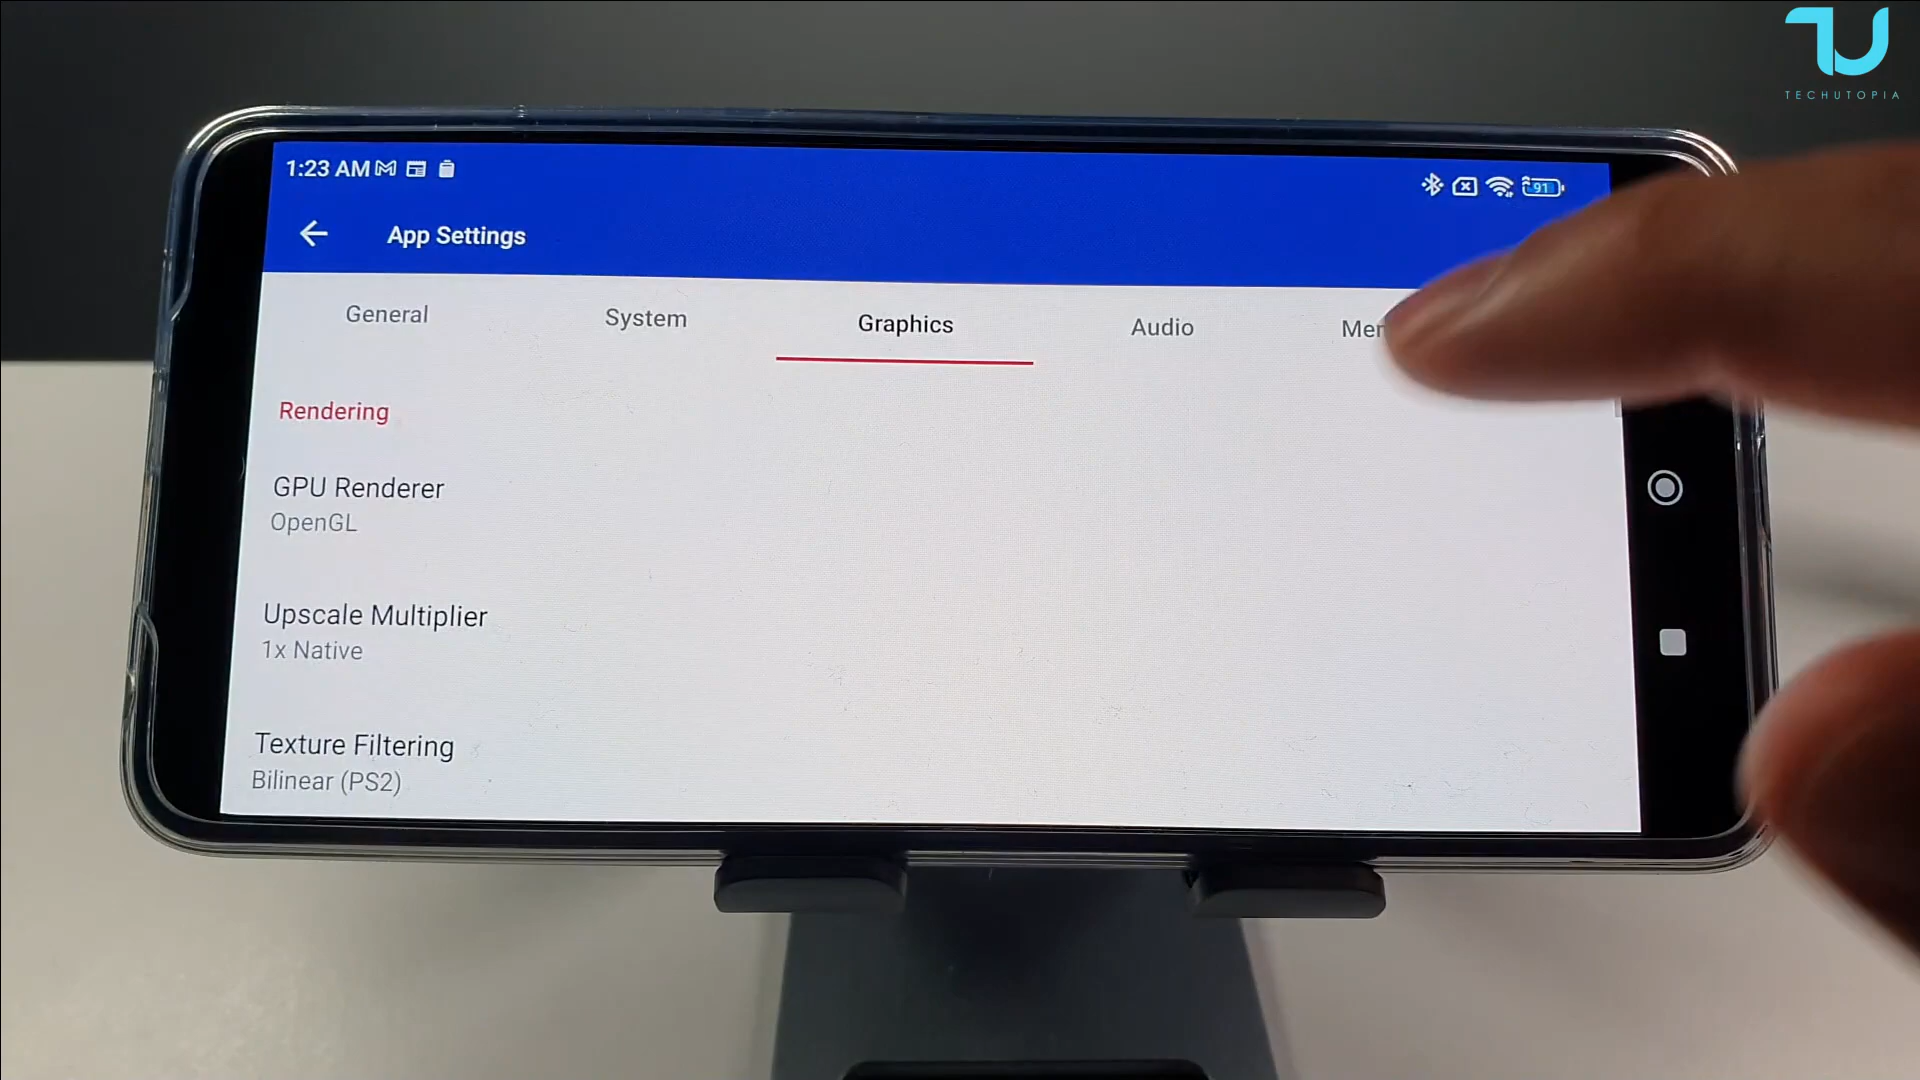 TECHUTOPIA
1:23 AM
91
App Settings
General System Graphics Audio
Rendering
GPU Renderer
OpenGL
Upscale Multiplier
1x Native
Texture Filtering
Bilinear (PS2)